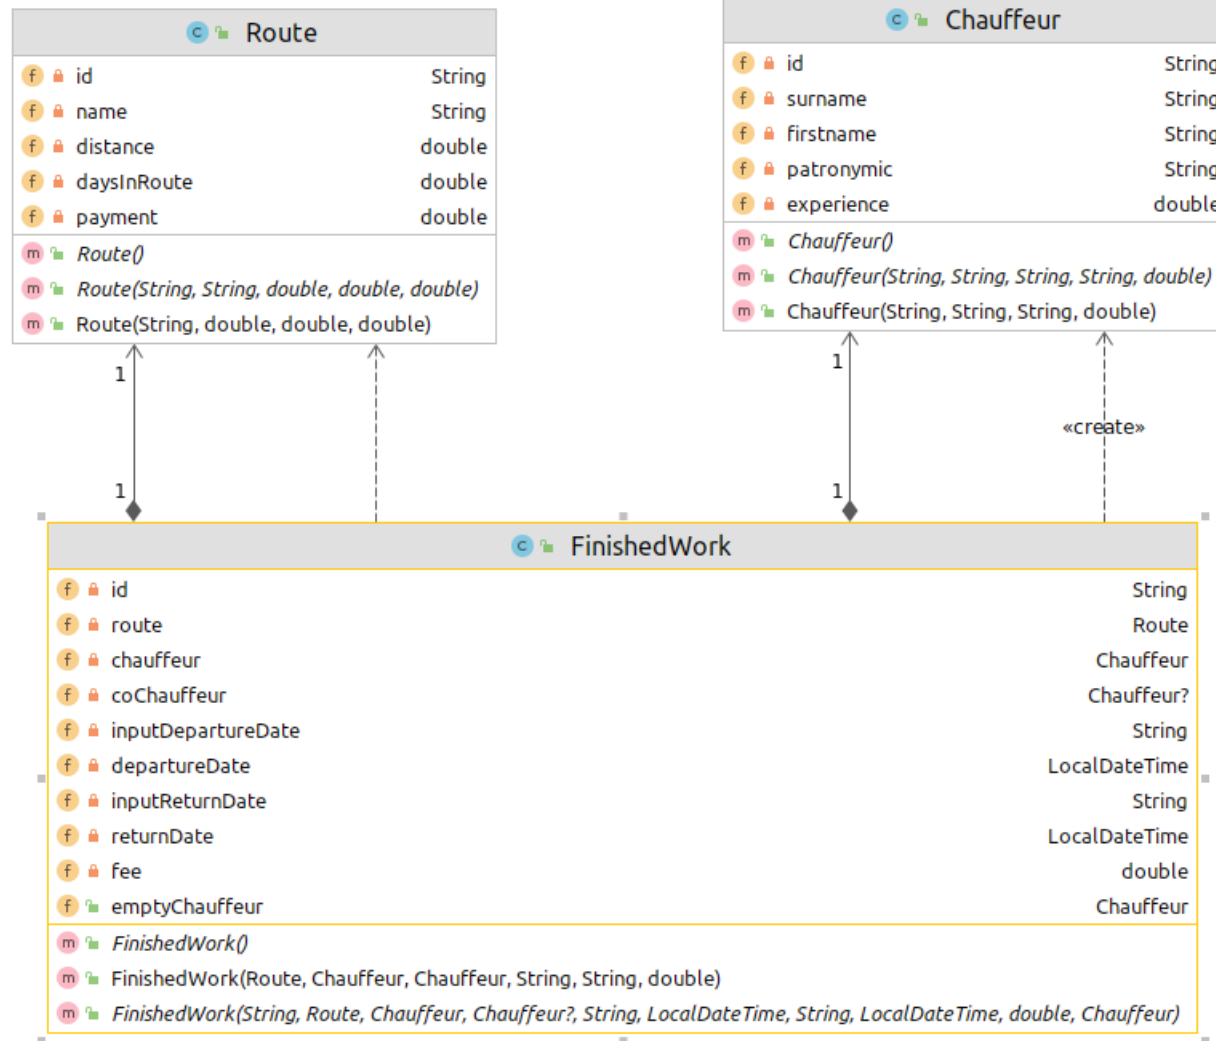 Route
id String
name String
distance double
daysInRoute double
payment double
Route()
Route(String, String, double, double, double)
Route(String, double, double, double)
Chauffeur
id String
surname String
firstname String
patronymic String
experience double
Chauffeur()
Chauffeur(String, String, String, String, double)
Chauffeur(String, String, String, double)
1
1
«create»
1
1
FinishedWork
id String
route Route
chauffeur Chauffeur
coChauffeur Chauffeur?
inputDepartureDate String
departureDate LocalDateTime
inputReturnDate String
returnDate LocalDateTime
fee double
emptyChauffeur Chauffeur
FinishedWork()
FinishedWork(Route, Chauffeur, Chauffeur, String, String, double)
FinishedWork(String, Route, Chauffeur, Chauffeur?, String, LocalDateTime, String, LocalDateTime, double, Chauffeur)